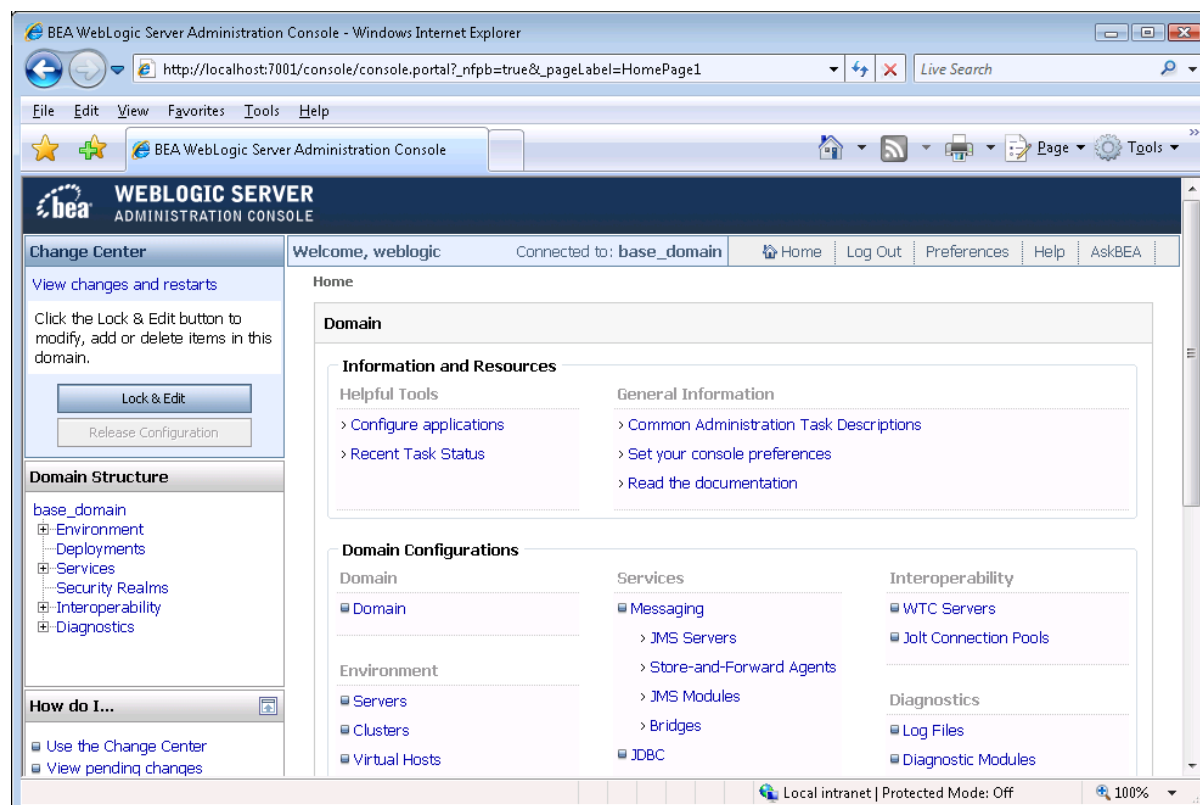 BEA WebLogic Server Administration Console - Windows Internet Explorer
http://localhost:7001/console/console.portal?_nfpb=true&_pageLabel=HomePage1
Live Search
File Edit View Favorites Tools Help
BEA WebLogic Server Administration Console
Page Tools
bea WEBLOGIC SERVER
ADMINISTRATION CONSOLE
Change Center
Welcome, weblogic Connected to: base_domain Home Log Out Preferences Help AskBEA
View changes and restarts
Click the Lock & Edit button to
modify, add or delete items in this
domain.
Lock & Edit
Release Configuration
Domain Structure
base_domain
Environment
Deployments
Services
Security Realms
Interoperability
Diagnostics
How do I...
Use the Change Center
View pending changes
Home
Domain
Information and Resources
Helpful Tools
Configure applications
Recent Task Status
General Information
Common Administration Task Descriptions
Set your console preferences
Read the documentation
Domain Configurations
Domain
Domain
Environment
Servers
Clusters
Virtual Hosts
Services
Messaging
JMS Servers
Store-and-Forward Agents
JMS Modules
Bridges
JDBC
Interoperability
WTC Servers
Jolt Connection Pools
Diagnostics
Log Files
Diagnostic Modules
Local intranet | Protected Mode: Off 100%